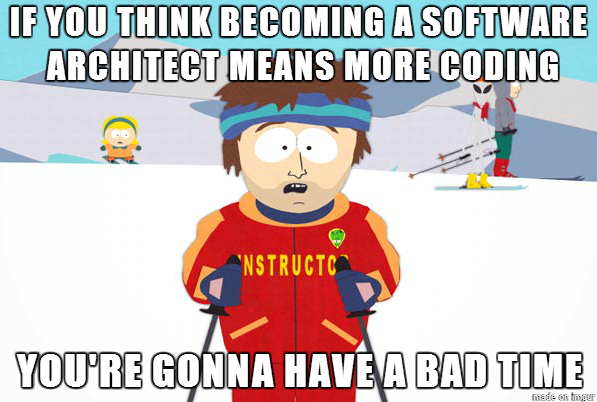 IF YOU THINK BECOMING A SOFTWARE
ARCHITECT MEANS MORE CODING
INSTRUCTO
YOU'RE GONNA HAVE A BAD TIME
made on imgur